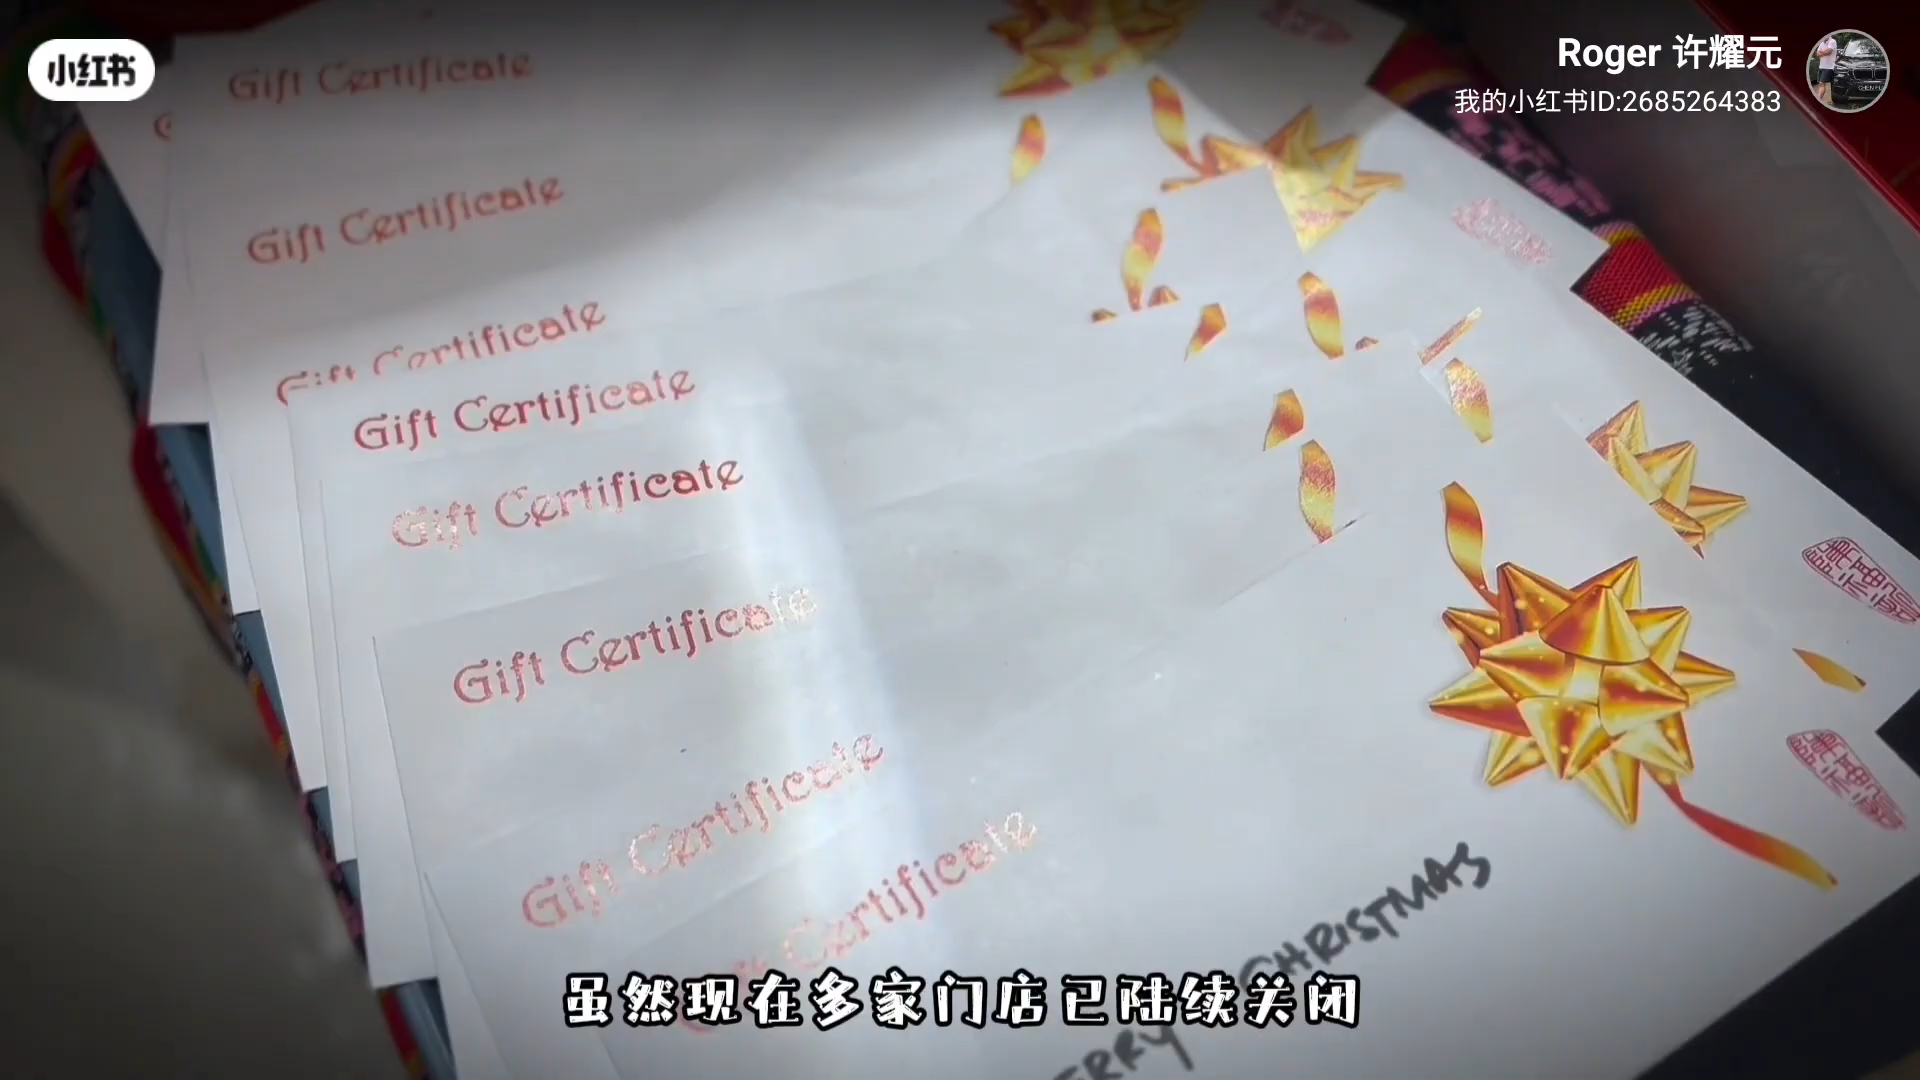 小红书
Roger 许耀元
我的小红书ID:2685264383
Gift Certificate
Gift Certificate
Gift Certificate
Gift Certificate
Gift Certificate
Gift Certificate
Gift Certificate
Certificate
CHRISTMAS
虽然现在多家门店已陆续关闭